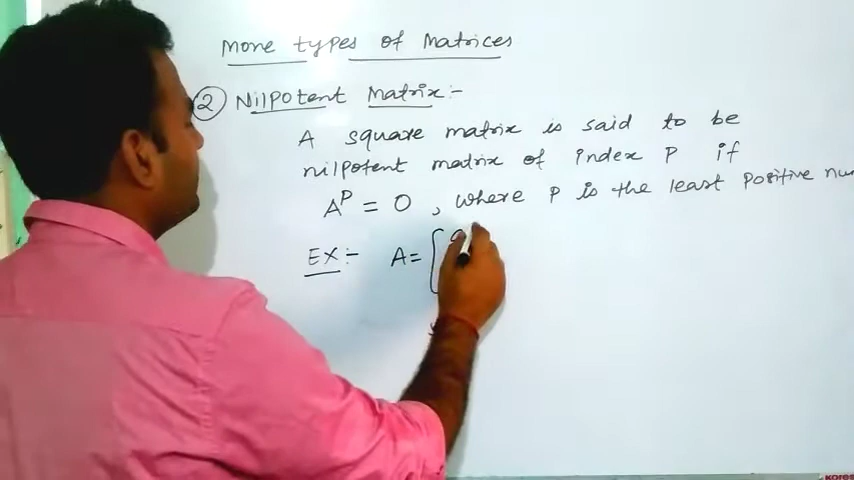 More types of Matrices
② Nilpotent Matrix:-
A square matrix is said to be
nilpotent matrix of index P if
A^P = 0, where P is the least positive
EX:- A = [
kores